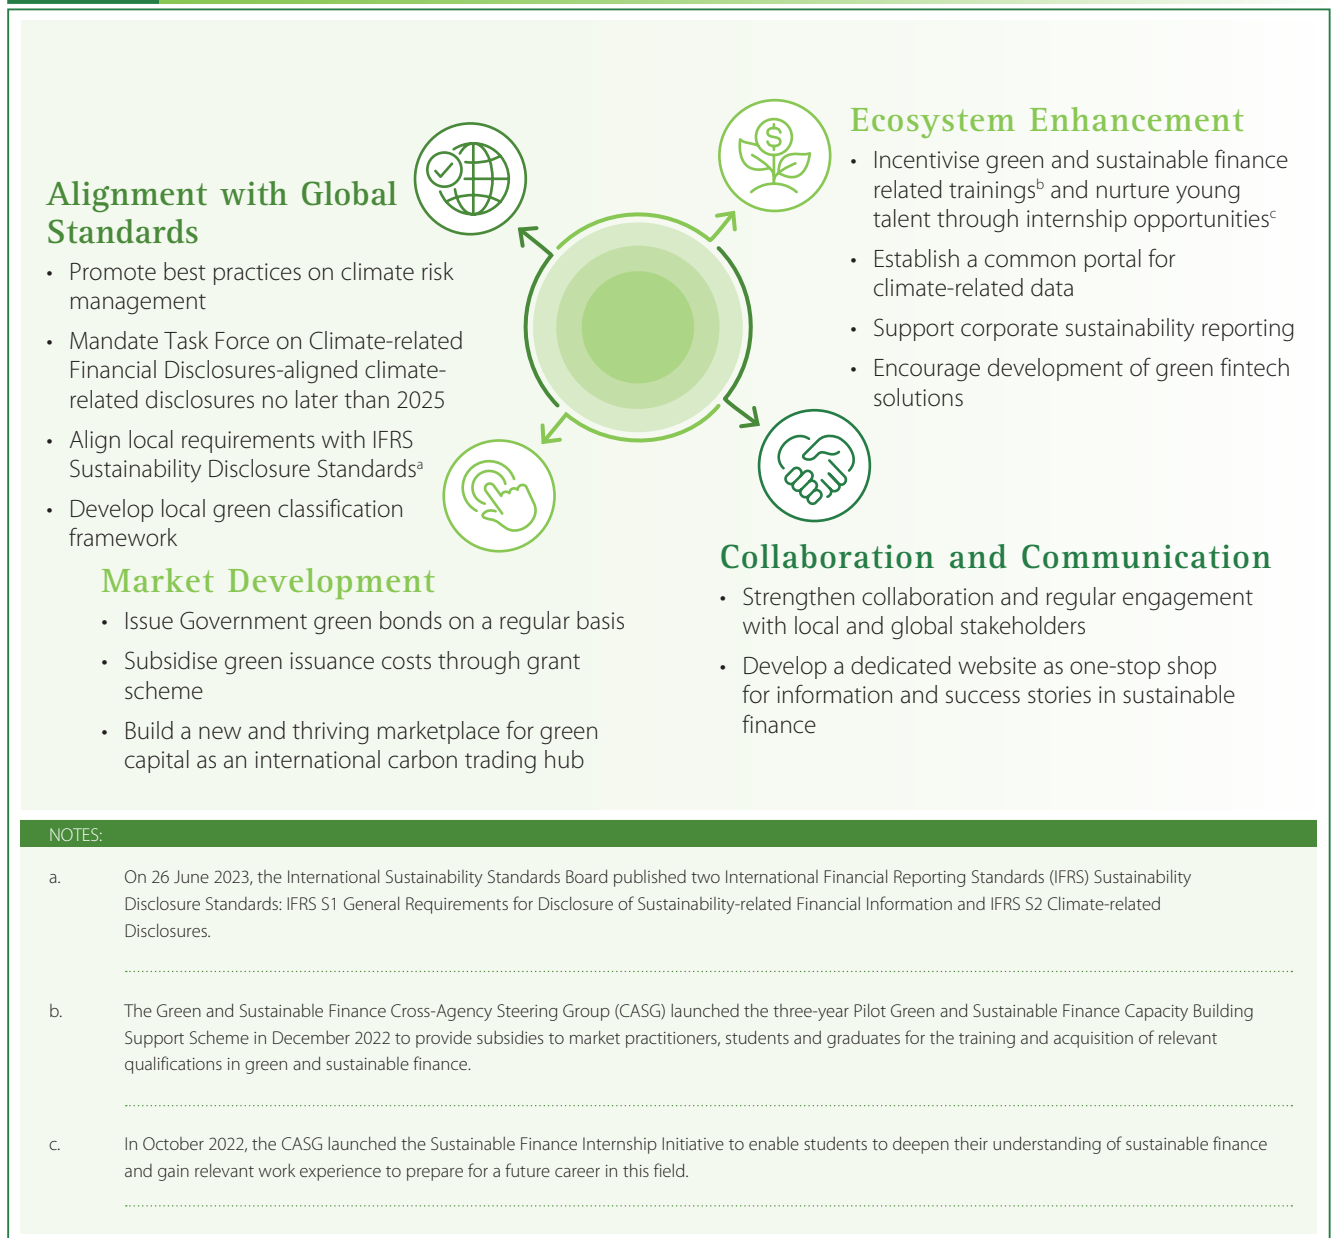 Alignment with Global
Standards
• Promote best practices on climate risk
management
• Mandate Task Force on Climate-related
Financial Disclosures-aligned climate-
related disclosures no later than 2025
• Align local requirements with IFRS
Sustainability Disclosure Standardsa
• Develop local green classification
framework
Ecosystem Enhancement
• Incentivise green and sustainable finance
related trainingsb and nurture young
talent through internship opportunitiesc
• Establish a common portal for
climate-related data
• Support corporate sustainability reporting
• Encourage development of green fintech
solutions
$
Market Development
• Issue Government green bonds on a regular basis
• Subsidise green issuance costs through grant
scheme
• Build a new and thriving marketplace for green
capital as an international carbon trading hub
Collaboration and Communication
• Strengthen collaboration and regular engagement
with local and global stakeholders
• Develop a dedicated website as one-stop shop
for information and success stories in sustainable
finance
NOTES:
a. On 26 June 2023, the International Sustainability Standards Board published two International Financial Reporting Standards (IFRS) Sustainability
Disclosure Standards: IFRS S1 General Requirements for Disclosure of Sustainability-related Financial Information and IFRS S2 Climate-related
Disclosures.
b. The Green and Sustainable Finance Cross-Agency Steering Group (CASG) launched the three-year Pilot Green and Sustainable Finance Capacity Building
Support Scheme in December 2022 to provide subsidies to market practitioners, students and graduates for the training and acquisition of relevant
qualifications in green and sustainable finance.
c. In October 2022, the CASG launched the Sustainable Finance Internship Initiative to enable students to deepen their understanding of sustainable finance
and gain relevant work experience to prepare for a future career in this field.